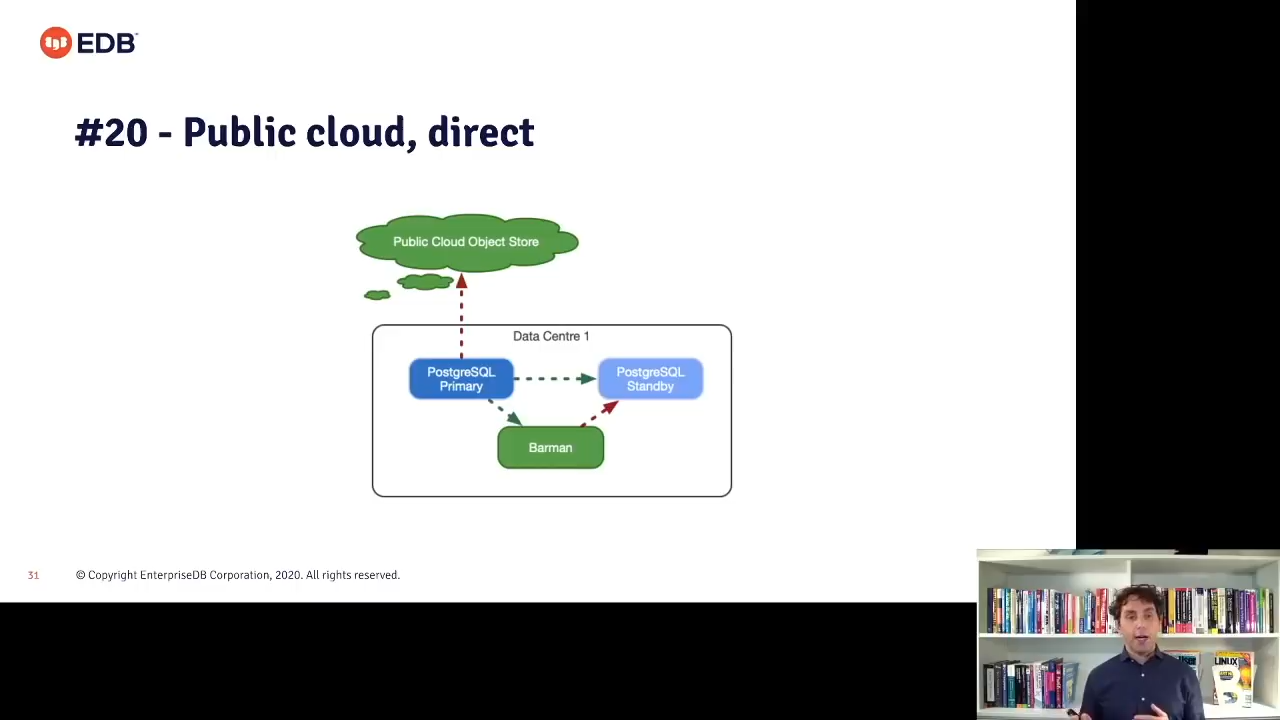 EDB
#20 - Public cloud, direct
Public Cloud Object Store
Data Centre 1
PostgreSQL
Primary
PostgreSQL
Standby
Barman
31
© Copyright EnterpriseDB Corporation, 2020. All rights reserved.
LINUX